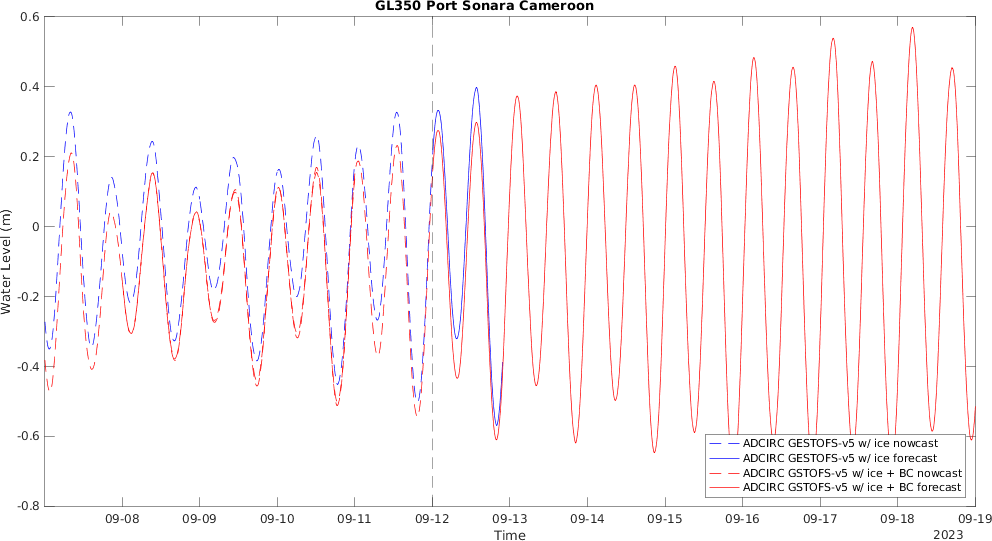 GL350 Port Sonara Cameroon
0.6
0.4
0.2
0
-0.2
-0.4
-0.6
-0.8
Water Level (m)
ADCIRC GESTOFS-v5 w/ ice nowcast
ADCIRC GESTOFS-v5 w/ ice forecast
ADCIRC GSTOFS-v5 w/ ice + BC nowcast
ADCIRC GSTOFS-v5 w/ ice + BC forecast
09-08 09-09 09-10 09-11 09-12 09-13 09-14 09-15 09-16 09-17 09-18 09-19
Time
2023